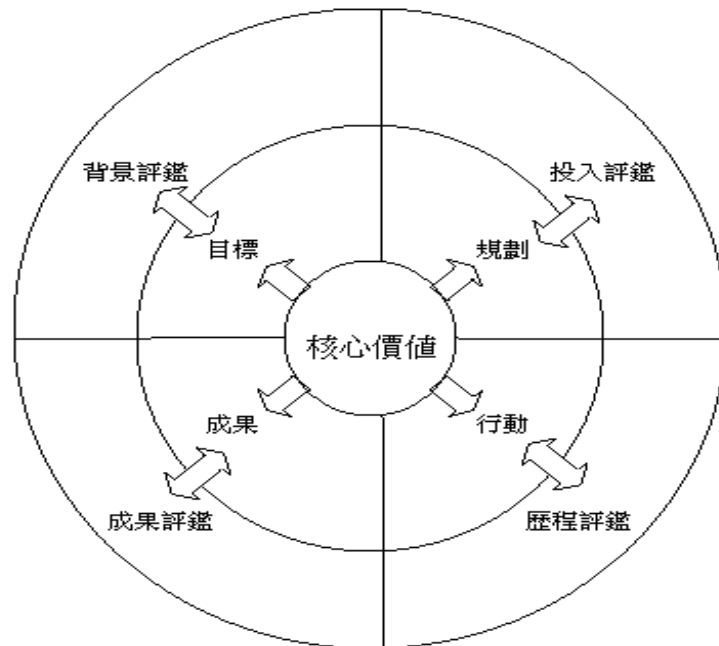 背景評鑑
投入評鑑
目標
規劃
核心價值
成果
行動
成果評鑑
歷程評鑑